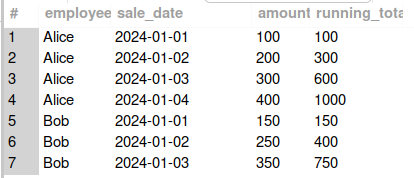 # employee sale_date amount running_tota
1 Alice 2024-01-01 100 100
2 Alice 2024-01-02 200 300
3 Alice 2024-01-03 300 600
4 Alice 2024-01-04 400 1000
5 Bob 2024-01-01 150 150
6 Bob 2024-01-02 250 400
7 Bob 2024-01-03 350 750